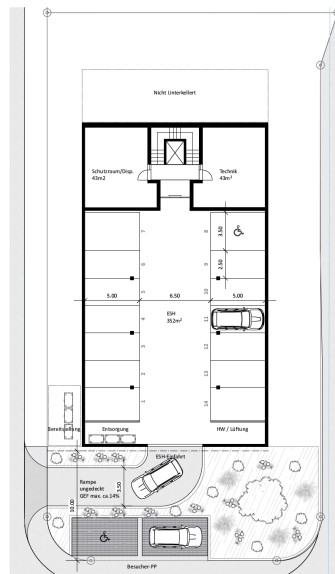 Nicht Unterkellert
Schutzraum/Disp.
43m2
Technik
43m²
7
8
3.50
6
9
2.50
5
10
5.00
6.50
5.00
ESH
352m²
4
11
3
12
2
13
1
14
Bereitstellung
Entsorgung
HW / Lüftung
ESH-Einfahrt
Rampe
ungedeckt
GEF max. ca.14%
3.50
10.00
Besucher-PP